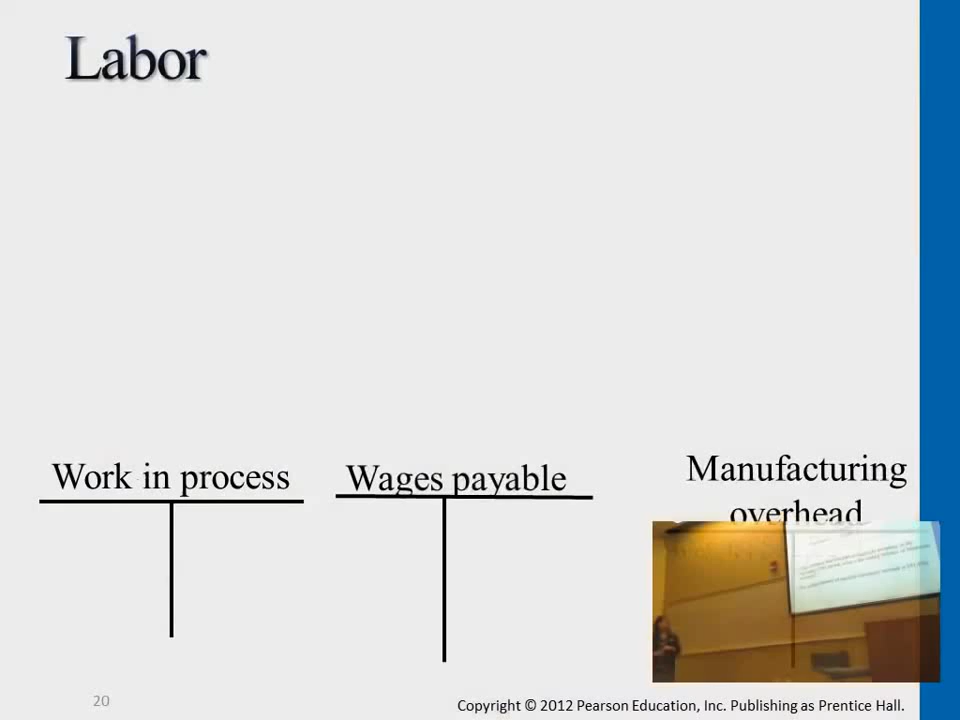 Labor
Work in process
Wages payable
Manufacturing
overhead
20
Copyright © 2012 Pearson Education, Inc. Publishing as Prentice Hall.